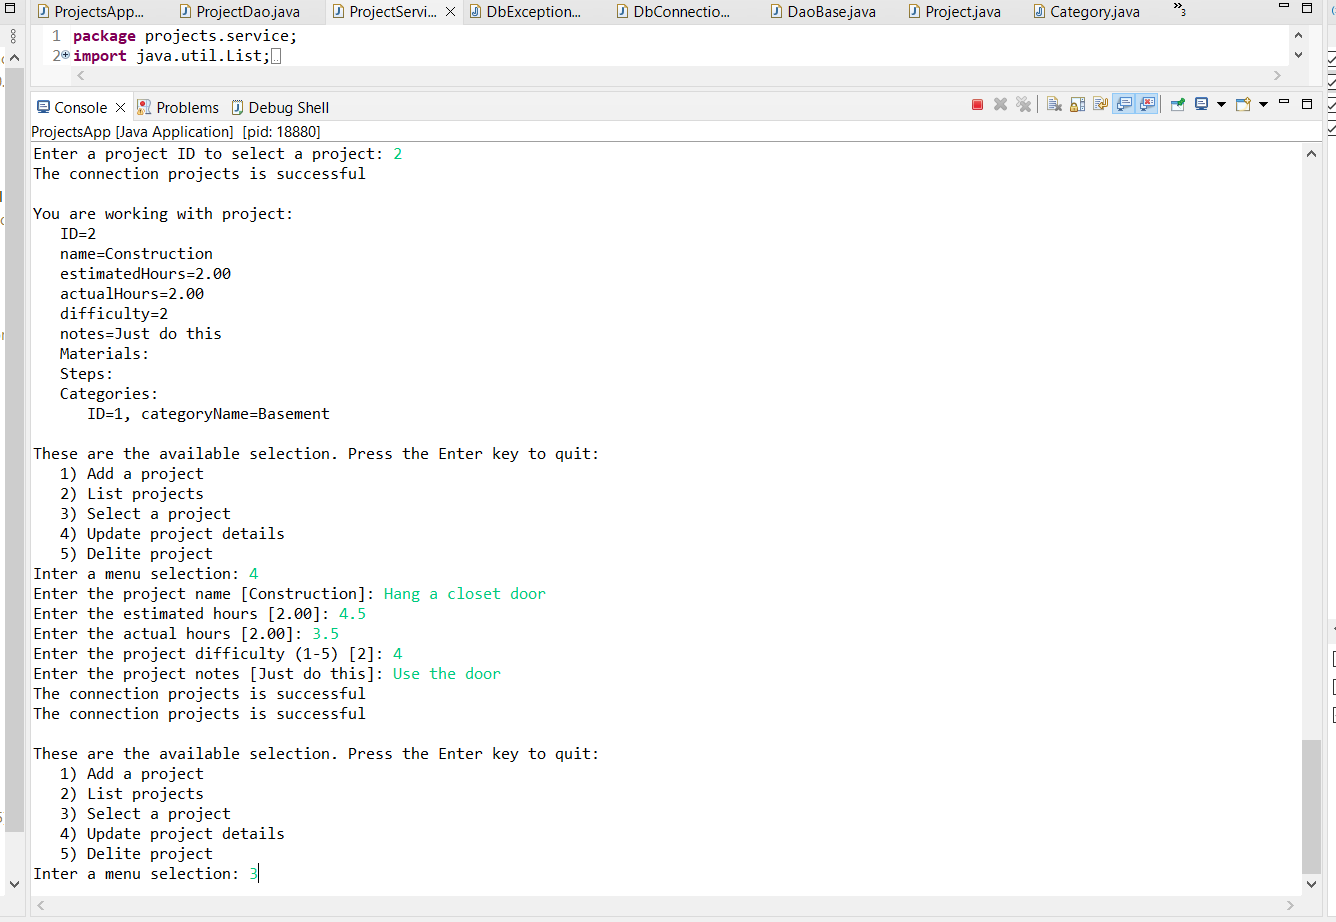 ProjectsApp... ProjectDao.java ProjectServi... DbException... DbConnectio... DaoBase.java Project.java Category.java »3
1 package projects.service;
2 import java.util.List;
Console Problems Debug Shell
ProjectsApp [Java Application] [pid: 18880]
Enter a project ID to select a project: 2
The connection projects is successful
You are working with project:
ID=2
name=Construction
estimatedHours=2.00
actualHours=2.00
difficulty=2
notes=Just do this
Materials:
Steps:
Categories:
ID=1, categoryName=Basement
These are the available selection. Press the Enter key to quit:
1) Add a project
2) List projects
3) Select a project
4) Update project details
5) Delite project
Inter a menu selection: 4
Enter the project name [Construction]: Hang a closet door
Enter the estimated hours [2.00]: 4.5
Enter the actual hours [2.00]: 3.5
Enter the project difficulty (1-5) [2]: 4
Enter the project notes [Just do this]: Use the door
The connection projects is successful
The connection projects is successful
These are the available selection. Press the Enter key to quit:
1) Add a project
2) List projects
3) Select a project
4) Update project details
5) Delite project
Inter a menu selection: 3